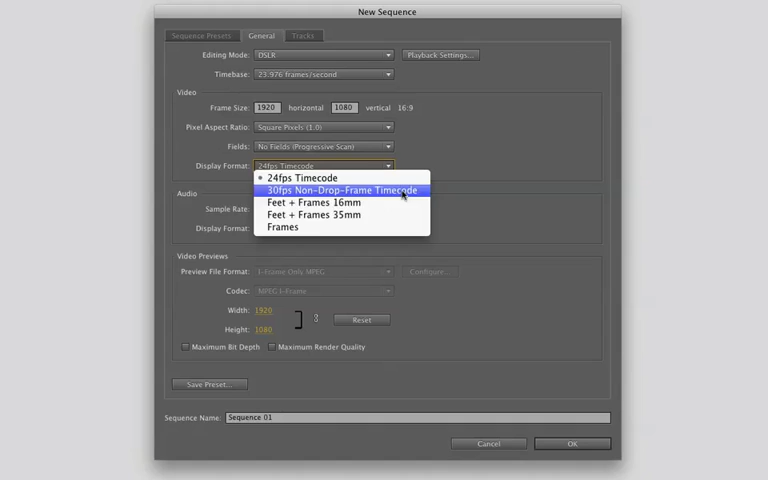 New Sequence
Sequence Presets General Tracks
Editing Mode: DSLR Playback Settings...
Timebase: 23.976 frames/second
Video
Frame Size: 1920 horizontal 1080 vertical 16:9
Pixel Aspect Ratio: Square Pixels (1.0)
Fields: No Fields (Progressive Scan)
Display Format: 24fps Timecode
24fps Timecode
30fps Non-Drop-Frame Timecode
Audio
Feet + Frames 16mm
Sample Rate:
Feet + Frames 35mm
Display Format:
Frames
Video Previews
Preview File Format: I-Frame Only MPEG Configure...
Codec: MPEG I-Frame
Width: 1920
Reset
Height: 1080
Maximum Bit Depth Maximum Render Quality
Save Preset...
Sequence Name: Sequence 01
Cancel OK